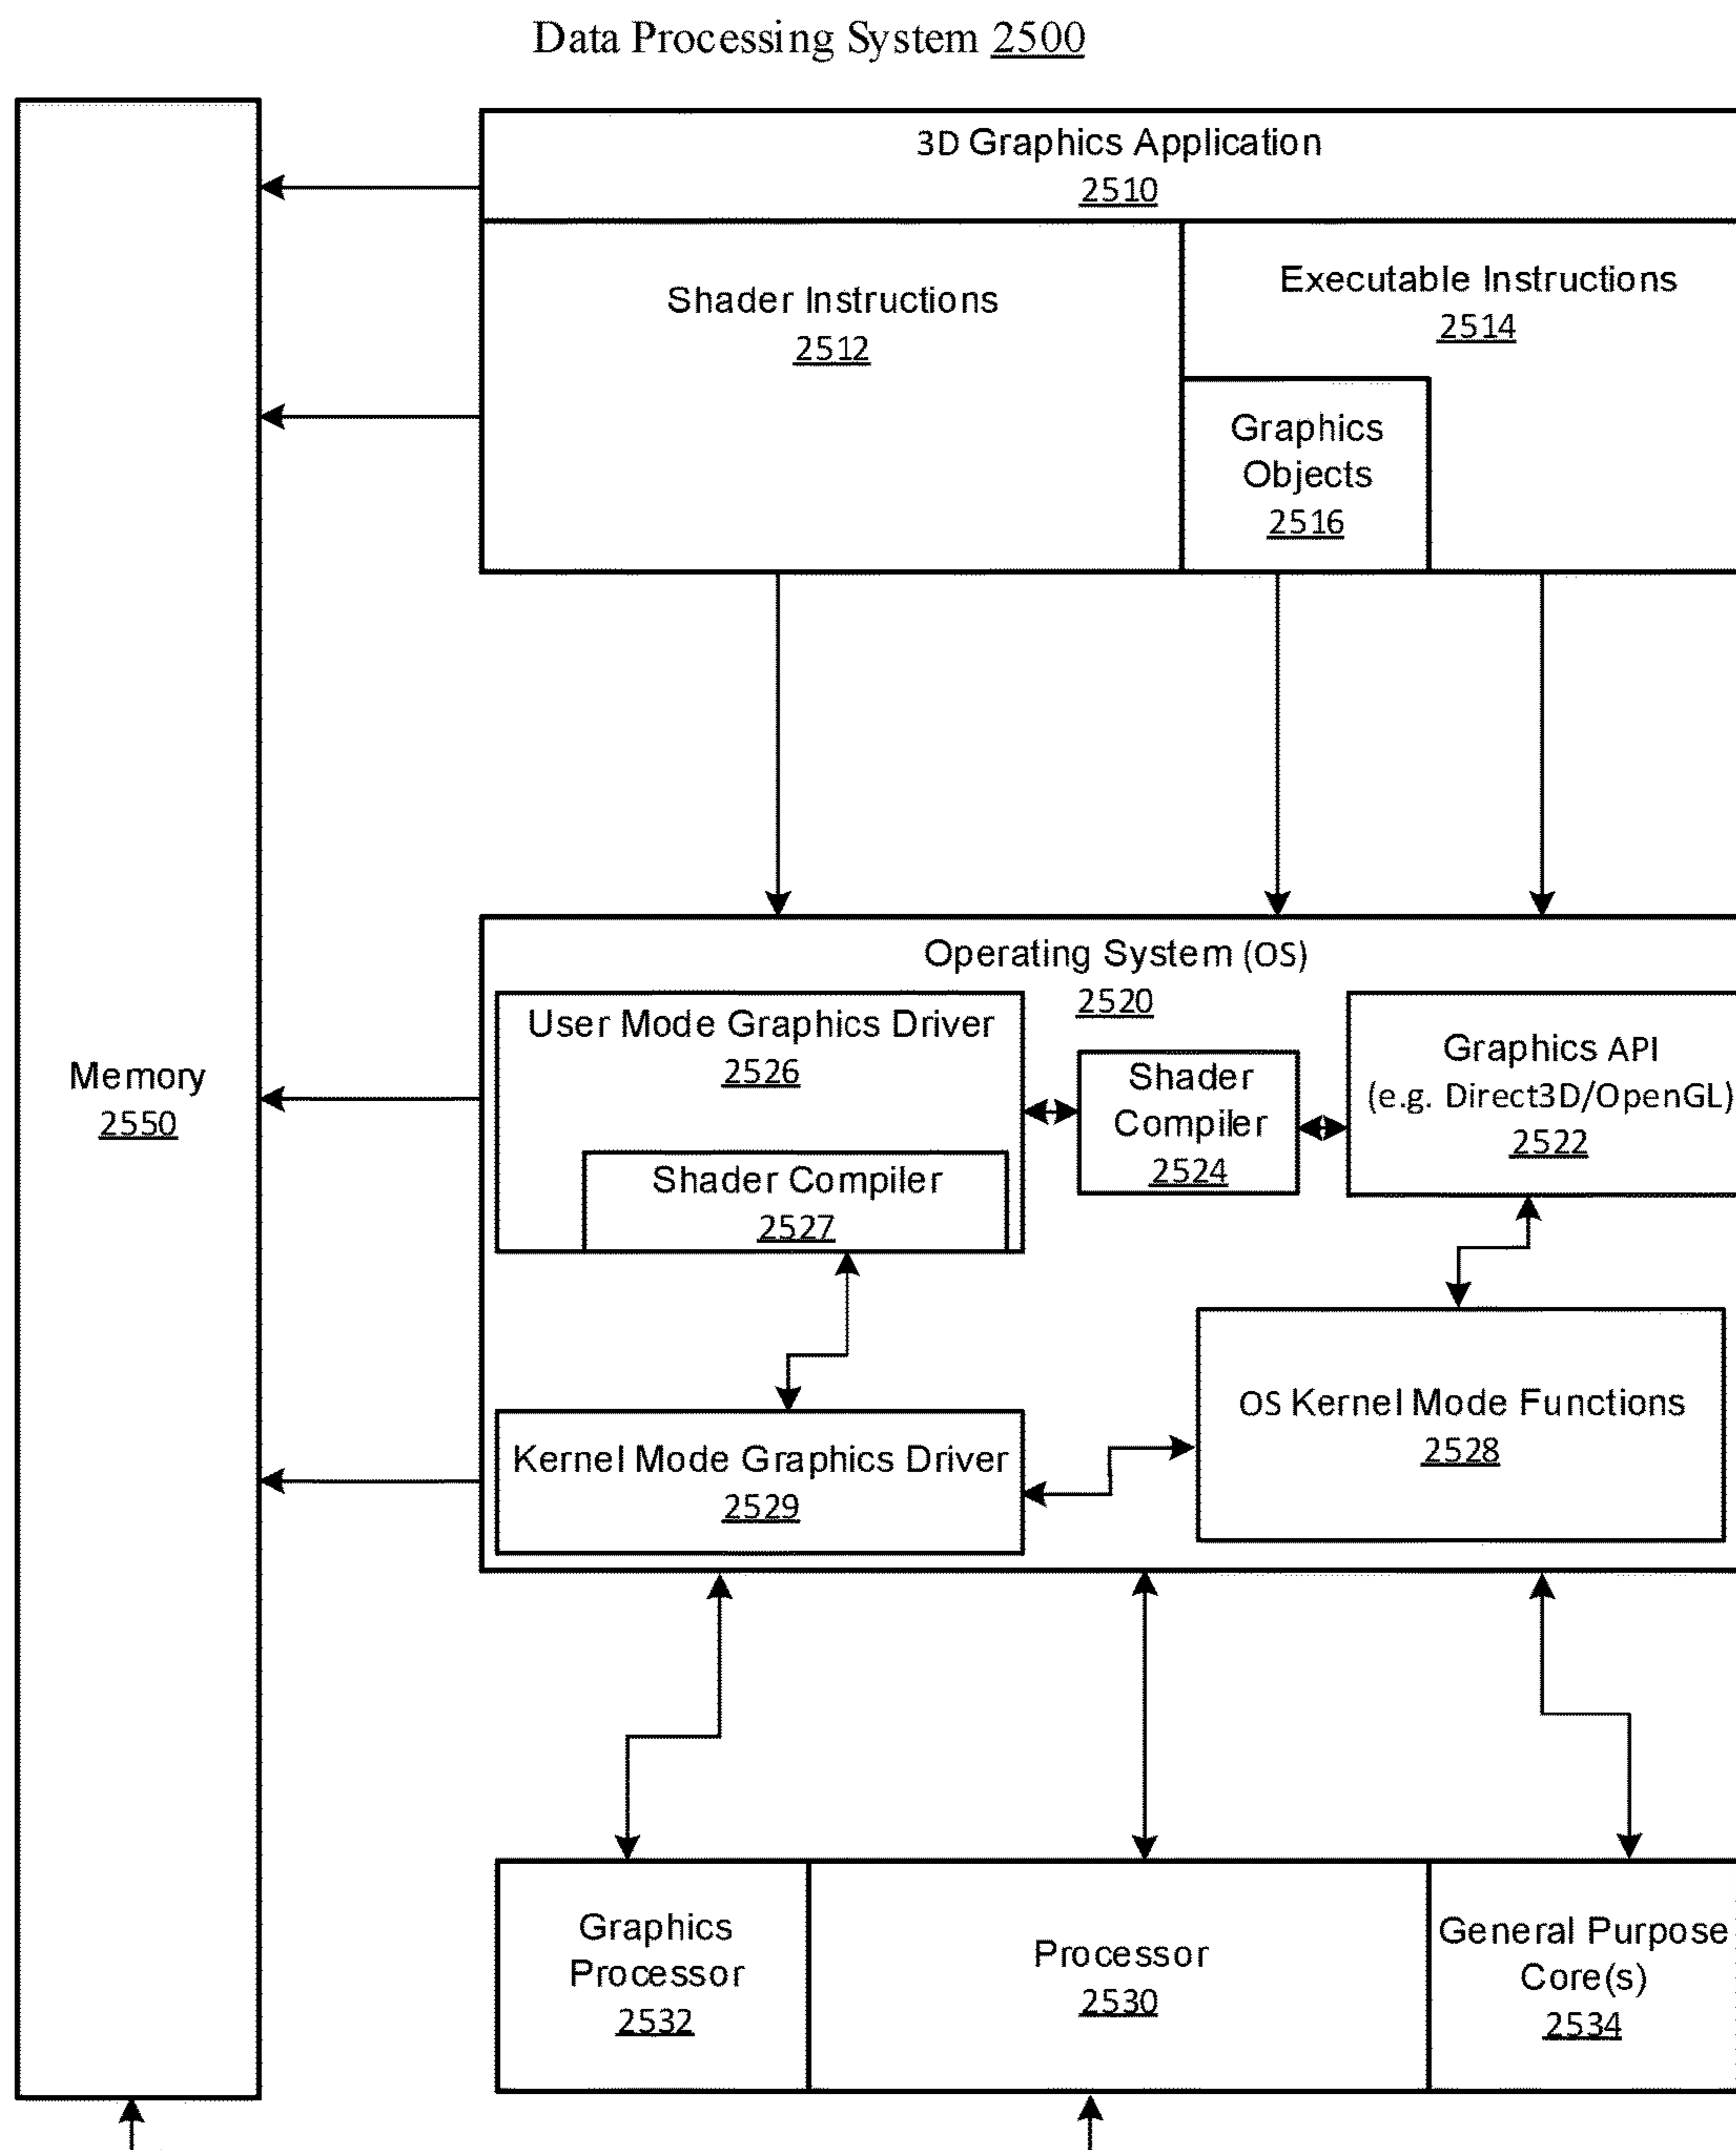 Data Processing System 2500
3D Graphics Application
2510
Shader Instructions
2512
Executable Instructions
2514
Graphics
Objects
2516
Memory
2550
Operating System (OS)
2520
User Mode Graphics Driver
2526
Shader Compiler
2527
Shader
Compiler
2524
Graphics API
(e.g. Direct3D/OpenGL)
2522
OS Kernel Mode Functions
2528
Kernel Mode Graphics Driver
2529
Graphics
Processor
2532
Processor
2530
General Purpose
Core(s)
2534